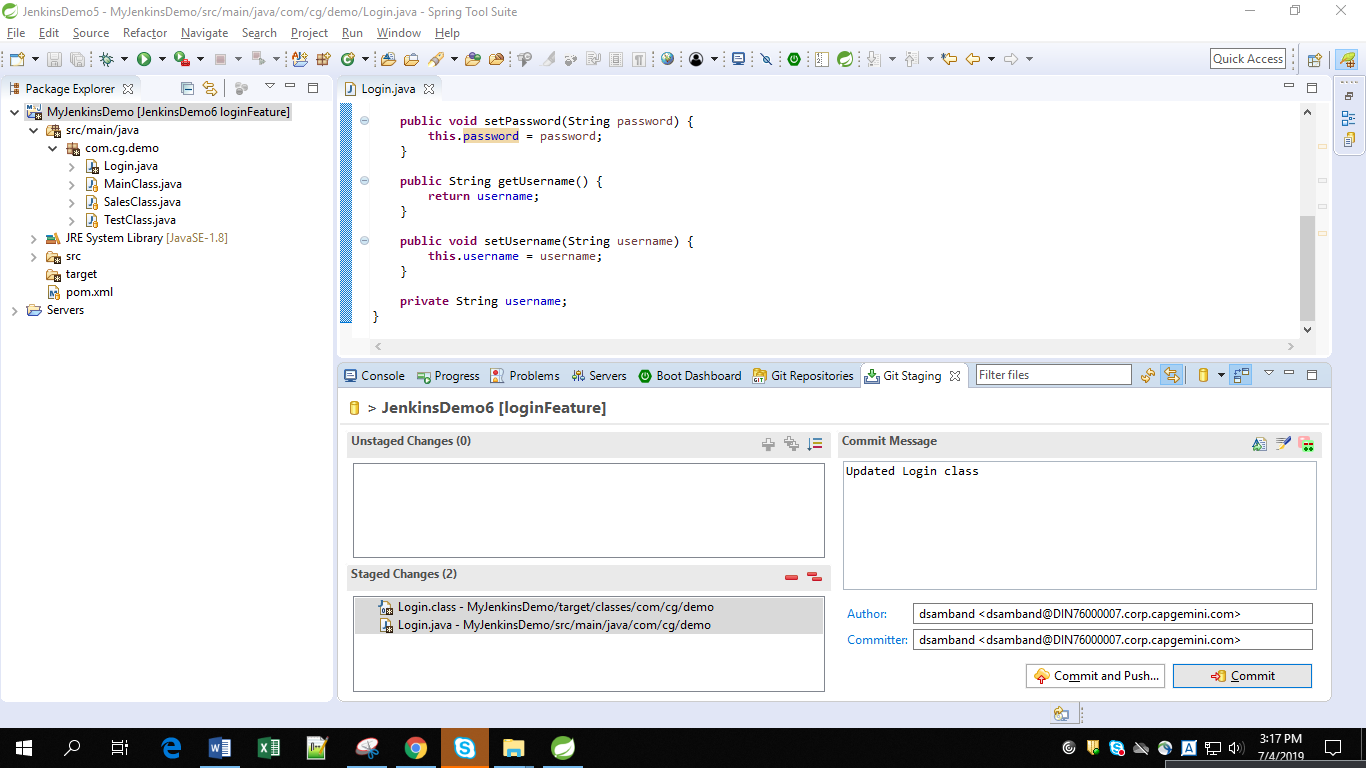 JenkinsDemo5 - MyJenkinsDemo/src/main/java/com/cg/demo/Login.java - Spring Tool Suite
File Edit Source Refactor Navigate Search Project Run Window Help
Quick Access
Package Explorer
MyJenkinsDemo [JenkinsDemo6 loginFeature]
src/main/java
com.cg.demo
Login.java
MainClass.java
SalesClass.java
TestClass.java
JRE System Library [JavaSE-1.8]
src
target
pom.xml
Servers
Login.java
public void setPassword(String password) {
this.password = password;
}
public String getUsername() {
return username;
}
public void setUsername(String username) {
this.username = username;
}
private String username;
}
Console Progress Problems Servers Boot Dashboard Git Repositories Git Staging Filter files
> JenkinsDemo6 [loginFeature]
Unstaged Changes (0)
Staged Changes (2)
Login.class - MyJenkinsDemo/target/classes/com/cg/demo
Login.java - MyJenkinsDemo/src/main/java/com/cg/demo
Commit Message
Updated Login class
Author: dsamband <dsamband@DIN76000007.corp.capgemini.com>
Committer: dsamband <dsamband@DIN76000007.corp.capgemini.com>
Commit and Push... Commit
3:17 PM
7/4/2019